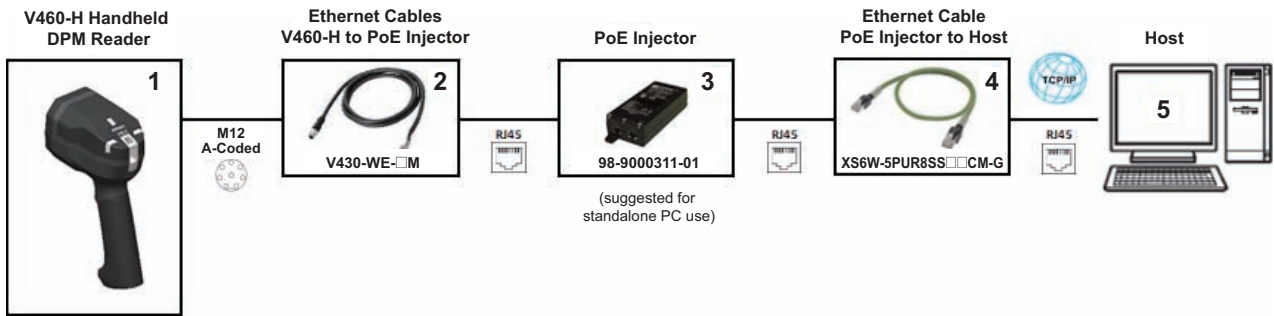 V460-H Handheld
DPM Reader
1
M12
A-Coded
Ethernet Cables
V460-H to PoE Injector
2
V430-WE-□M
RJ45
PoE Injector
3
98-9000311-01
(suggested for
standalone PC use)
RJ45
Ethernet Cable
PoE Injector to Host
4
XS6W-5PUR8SS□□CM-G
TCP/IP
RJ45
Host
5